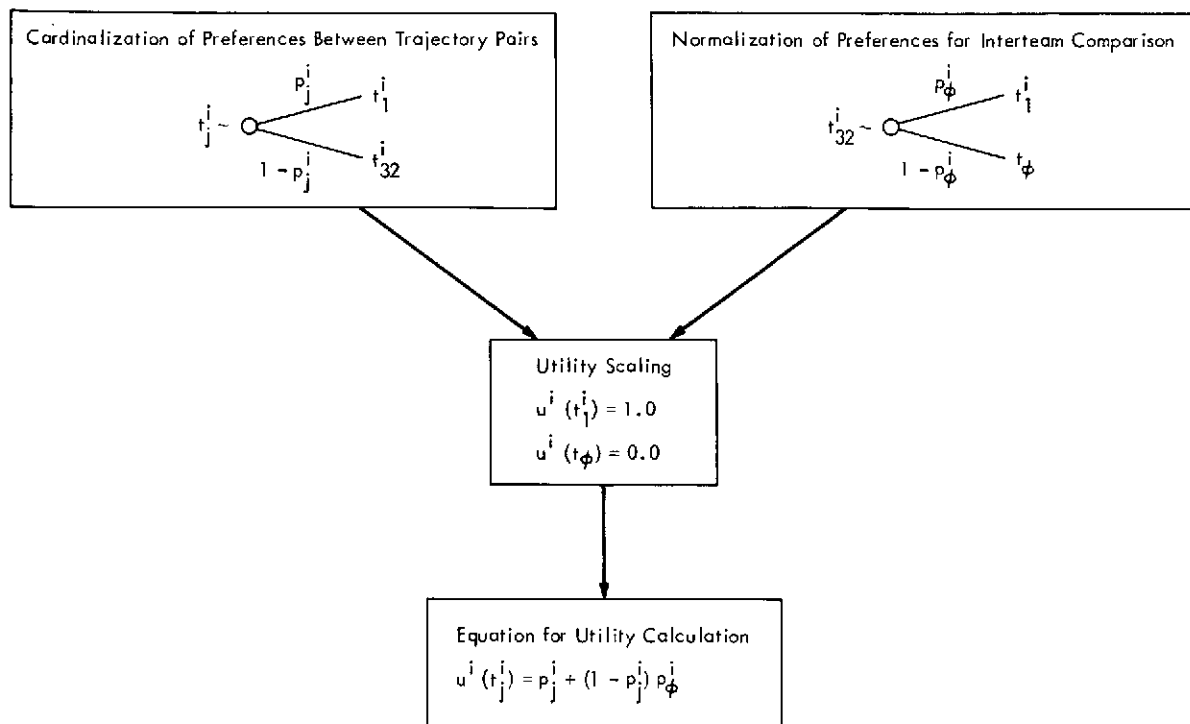 Cardinalization of Preferences Between Trajectory Pairs
p_j^i
t_1^i
t_j^i ~
t_32^i
1 - p_j^i
Normalization of Preferences for Interteam Comparison
p_ϕ^i
t_1^i
t_32^i ~
t_ϕ
1 - p_ϕ^i
Utility Scaling
u^i (t_1^i) = 1.0
u^i (t_ϕ) = 0.0
Equation for Utility Calculation
u^i (t_j^i) = p_j^i + (1 - p_j^i) p_ϕ^i